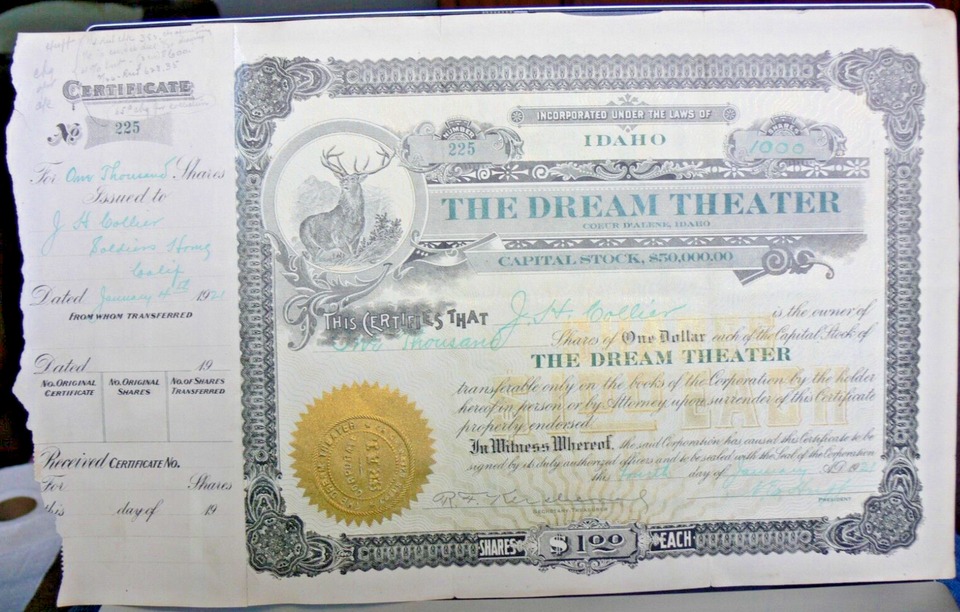 CERTIFICATE
No 225
For One Thousand Shares
Issued to
J H Collier
Soldiers Home
Calif
Dated January 4th 1921
FROM WHOM TRANSFERRED
Dated 19
NO. ORIGINAL CERTIFICATE
NO. ORIGINAL SHARES
NO. OF SHARES TRANSFERRED
Received CERTIFICATE NO.
For Shares
this day of 19
INCORPORATED UNDER THE LAWS OF
IDAHO
NUMBER
225
SHARES
1000
THE DREAM THEATER
COEUR D'ALENE, IDAHO
CAPITAL STOCK, $50,000.00
THIS CERTIFIES THAT J. H. Collier is the owner of
One Thousand Shares of One Dollar each of the Capital Stock of
THE DREAM THEATER
transferable only on the books of the Corporation by the holder
hereof in person or by Attorney upon surrender of this Certificate
properly endorsed.
In Witness Whereof, the said Corporation has caused this Certificate to be
signed by its duly authorized officers and to be sealed with the Seal of the Corporation
this Fourth day of January A.D. 1921
SECRETARY TREASURER
PRESIDENT
SHARES $1.00 EACH